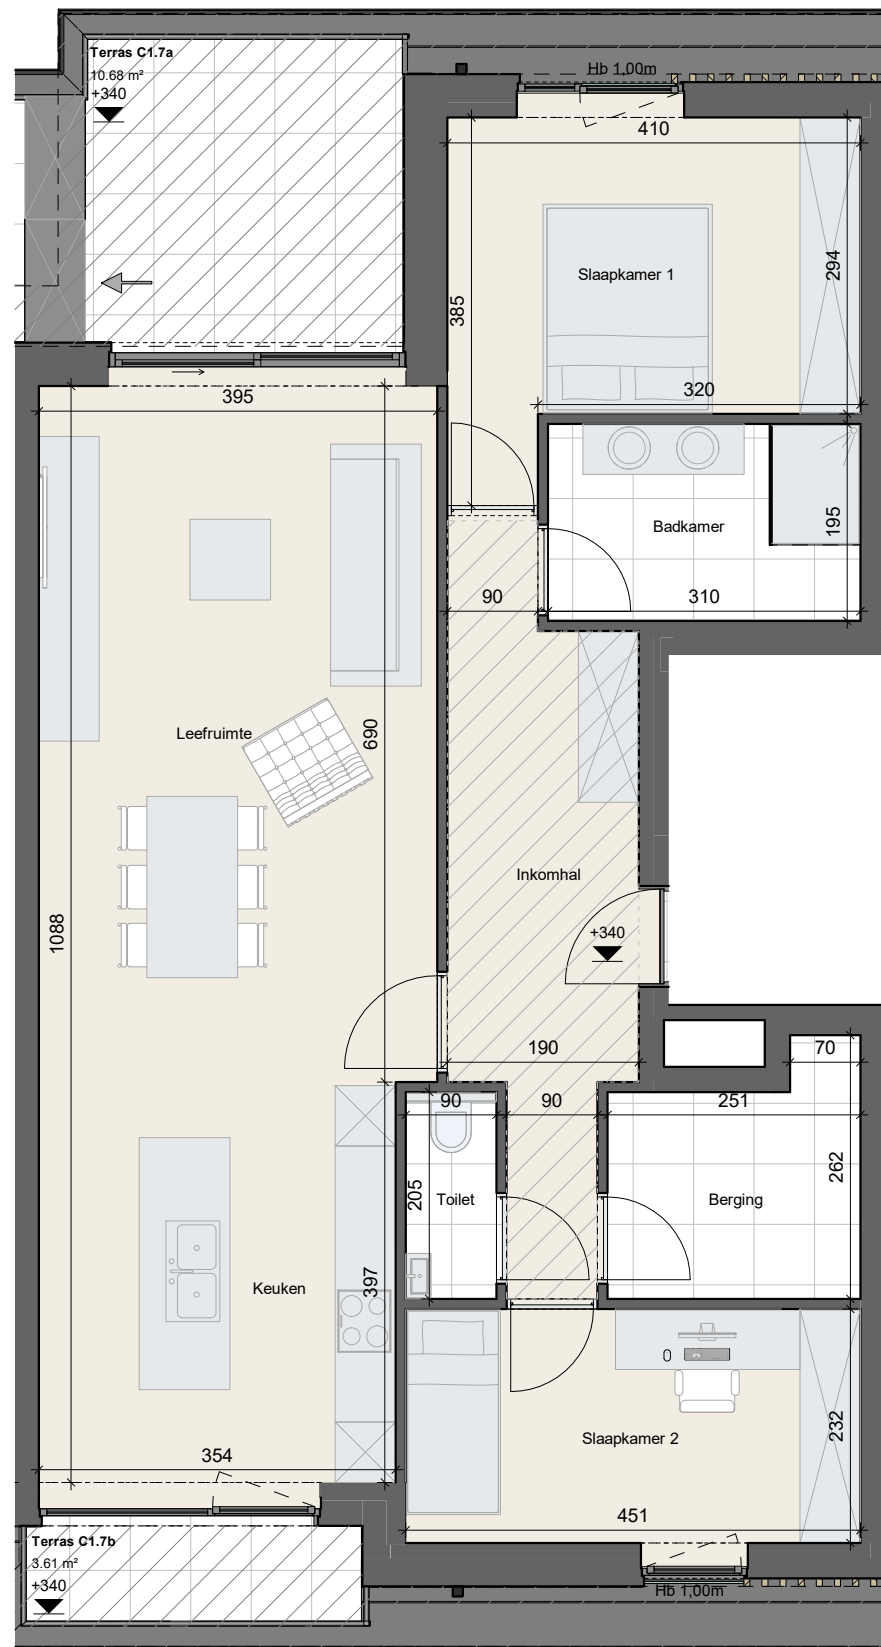 Terras C1.7a
10.68 m²
+340
Hb 1,00m
410
Slaapkamer 1
294
385
320
395
Badkamer
195
90
310
Leefruimte
690
Inkomhal
+340
1088
190
70
90
90
251
262
205
Toilet
Berging
Keuken
397
232
Slaapkamer 2
354
451
Terras C1.7b
3.61 m²
+340
Hb 1,00m